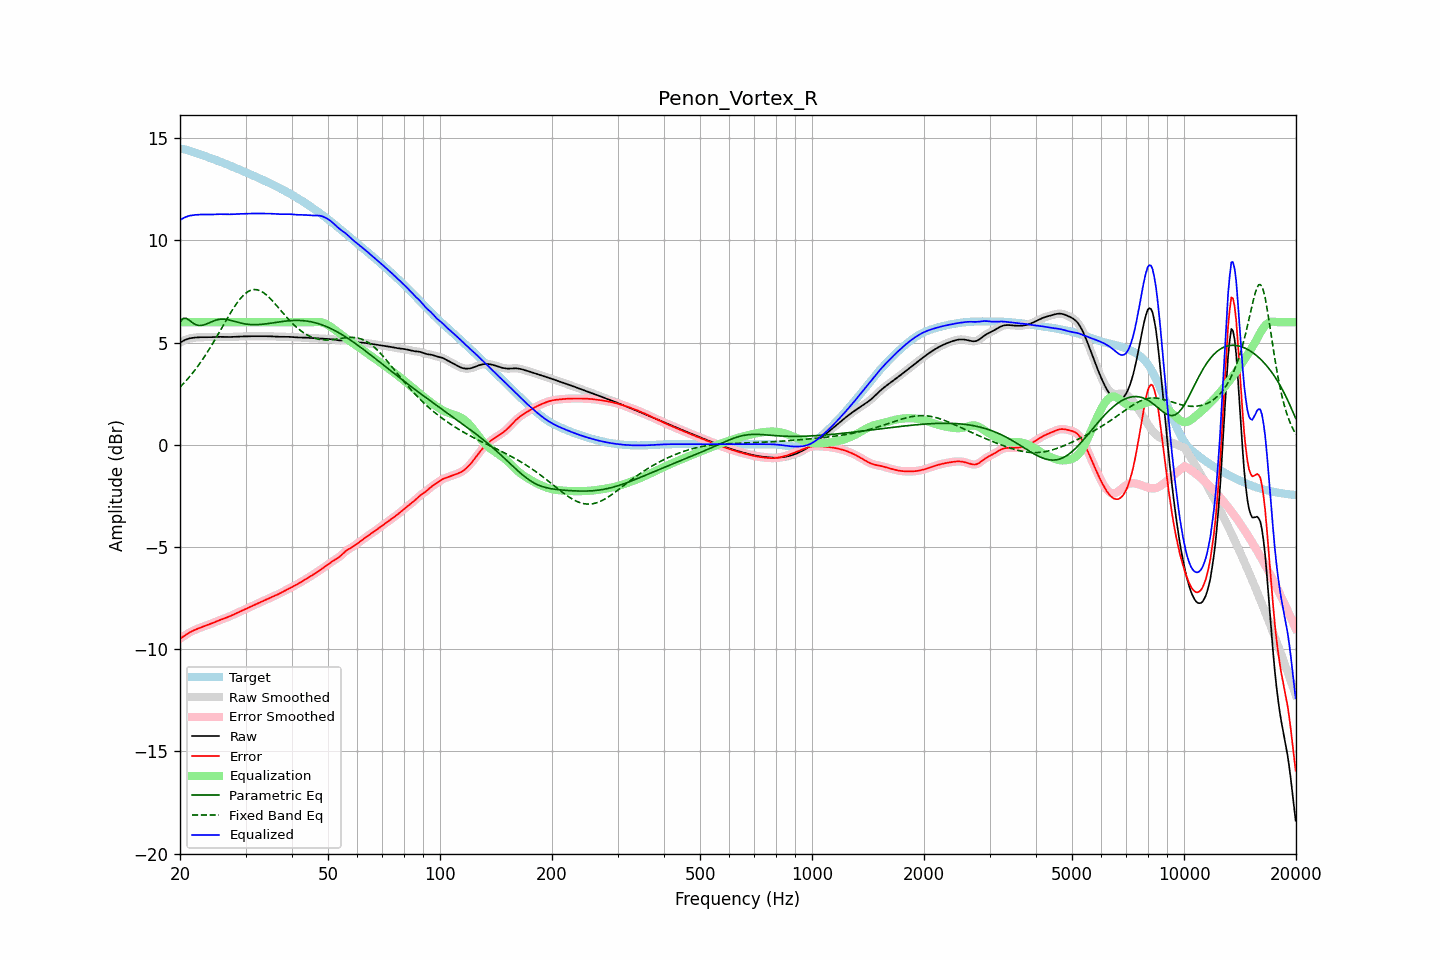 Penon_Vortex_R
Amplitude (dBr)
15
10
5
0
−5
−10
−15
−20
Target
Raw Smoothed
Error Smoothed
Raw
Error
Equalization
Parametric Eq
Fixed Band Eq
Equalized
20 50 100 200 500 1000 2000 5000 10000 20000
Frequency (Hz)